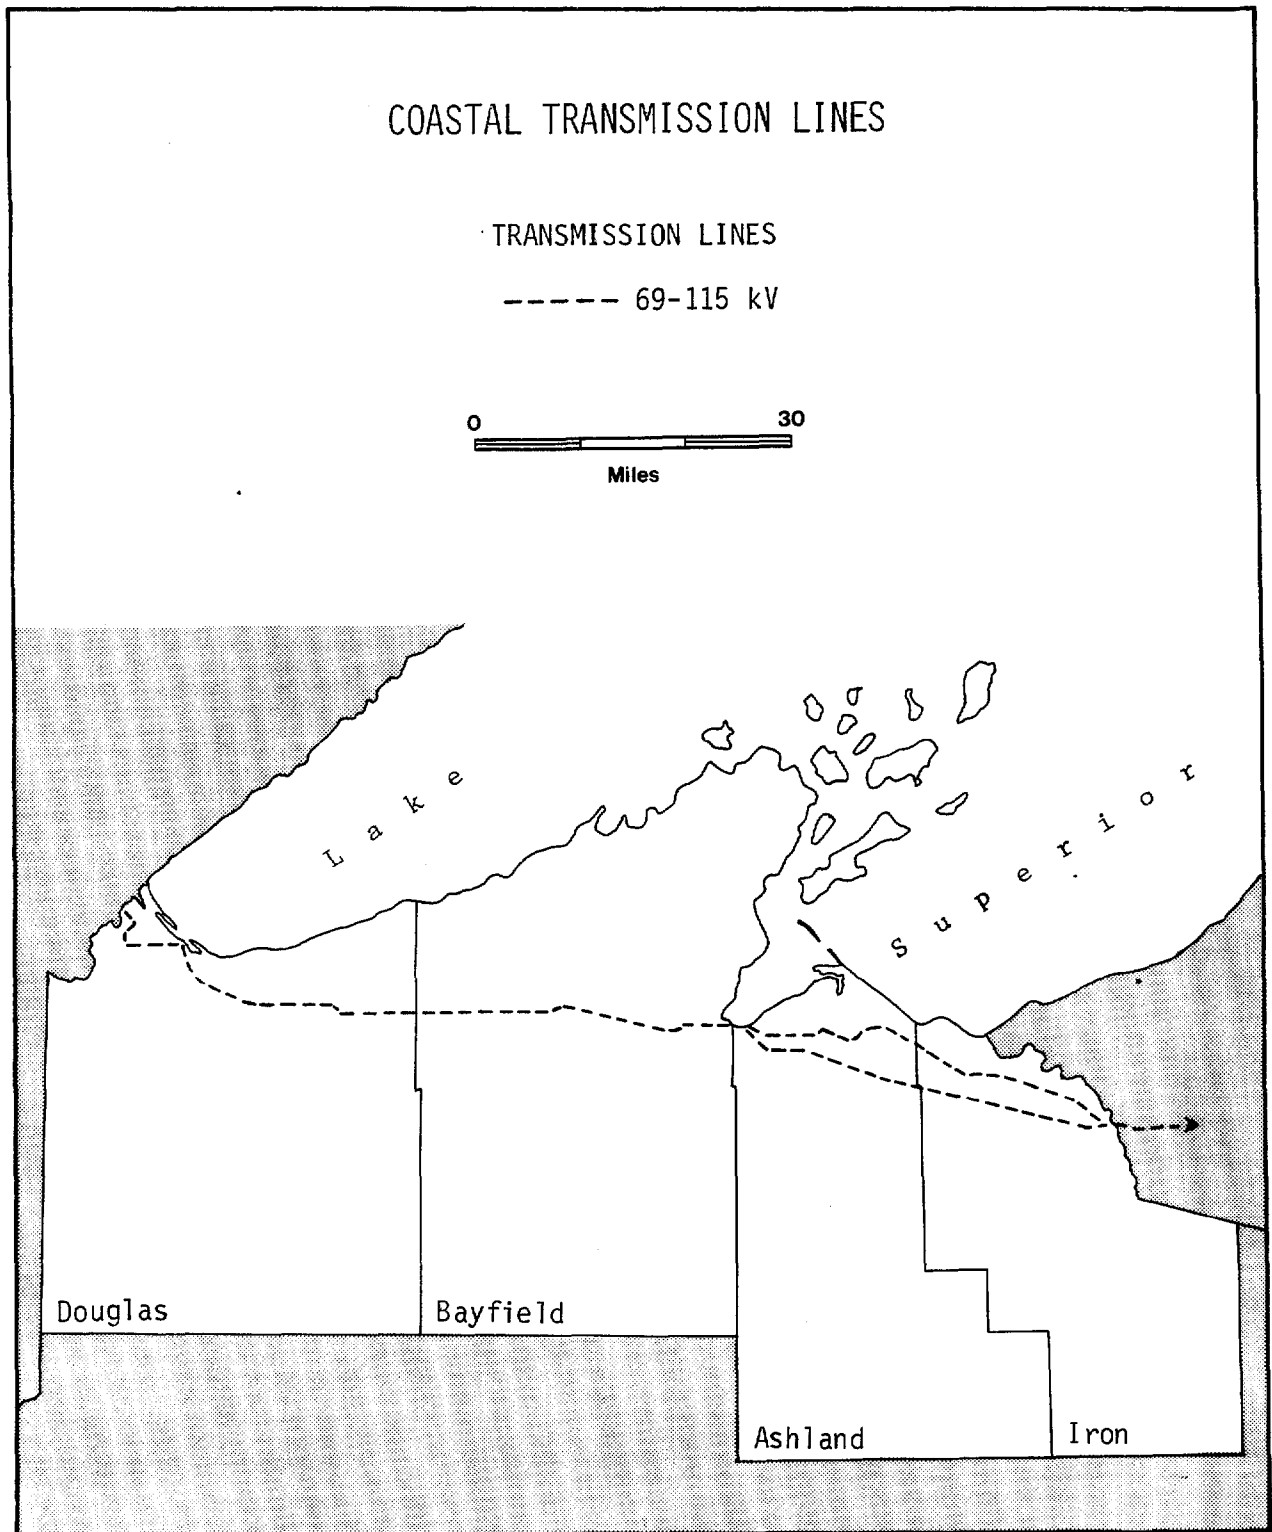 COASTAL TRANSMISSION LINES
TRANSMISSION LINES
69-115 kV
0 30
Miles
Lake
Superior
Douglas
Bayfield
Ashland
Iron